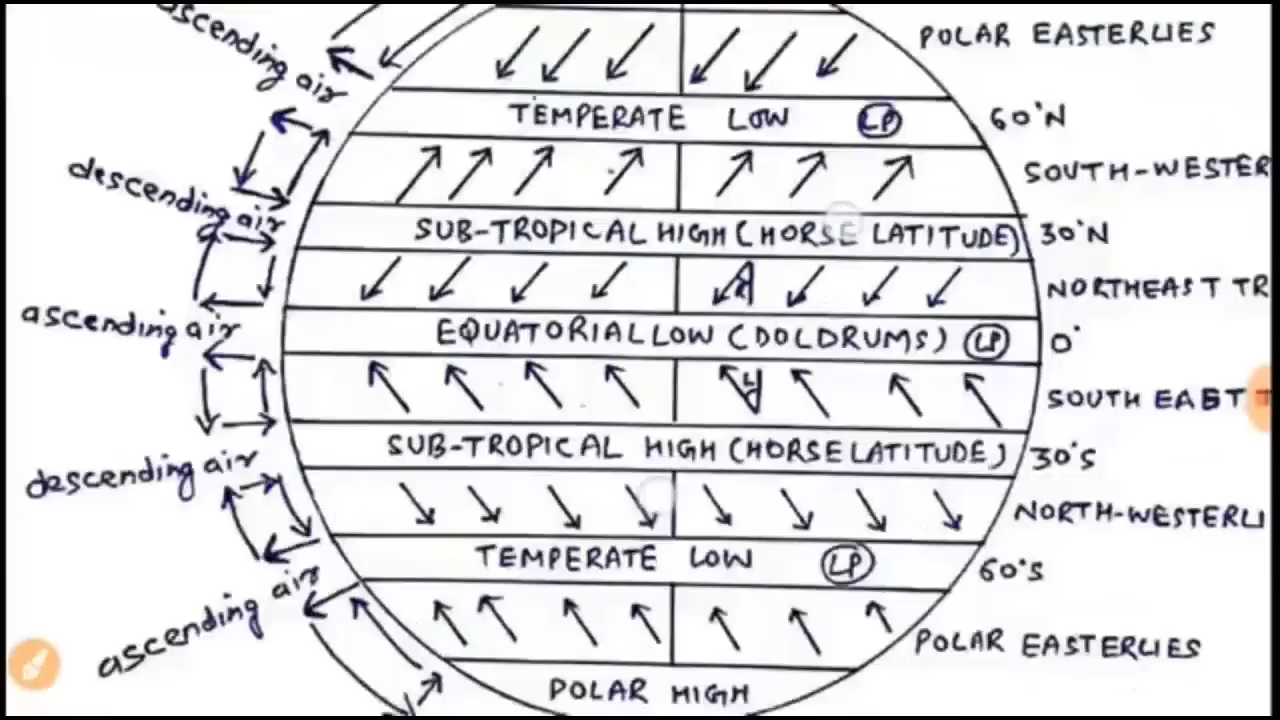 ascending air
POLAR EASTERLIES
TEMPERATE LOW LP
60°N
SOUTH-WESTER
descending air
SUB-TROPICAL HIGH (HORSE LATITUDE)
30°N
NORTHEAST TR
ascending air
EQUATORIAL LOW (DOLDRUMS) LP
0°
SOUTH EAST T
SUB-TROPICAL HIGH (HORSE LATITUDE)
30°S
descending air
NORTH-WESTERLI
TEMPERATE LOW LP
60°S
ascending air
POLAR EASTERLIES
POLAR HIGH